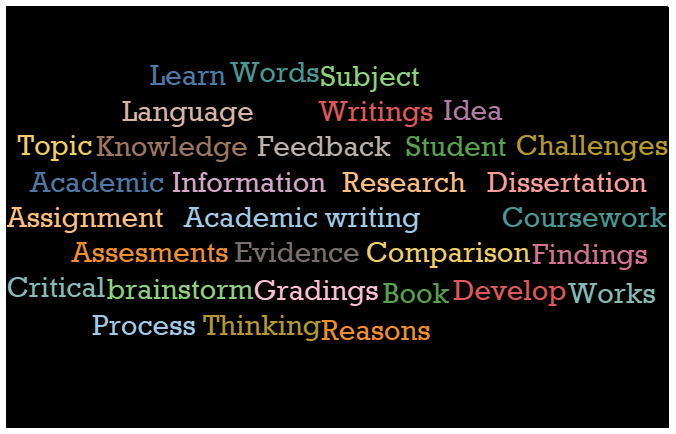 Learn Words Subject
Language Writings Idea
Topic Knowledge Feedback Student Challenges
Academic Information Research Dissertation
Assignment Academic writing Coursework
Assesments Evidence Comparison Findings
Critical brainstorm Gradings Book Develop Works
Process Thinking Reasons